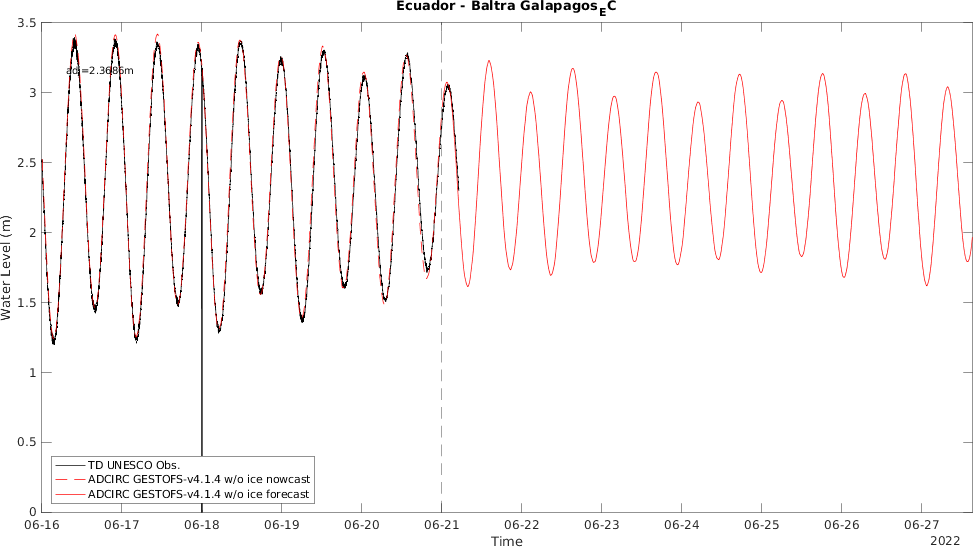 Ecuador - Baltra Galapagos_EC
3.5
3
2.5
2
1.5
1
0.5
0
Water Level (m)
adj=2.3686m
TD UNESCO Obs.
ADCIRC GESTOFS-v4.1.4 w/o ice nowcast
ADCIRC GESTOFS-v4.1.4 w/o ice forecast
06-16 06-17 06-18 06-19 06-20 06-21 06-22 06-23 06-24 06-25 06-26 06-27
Time
2022